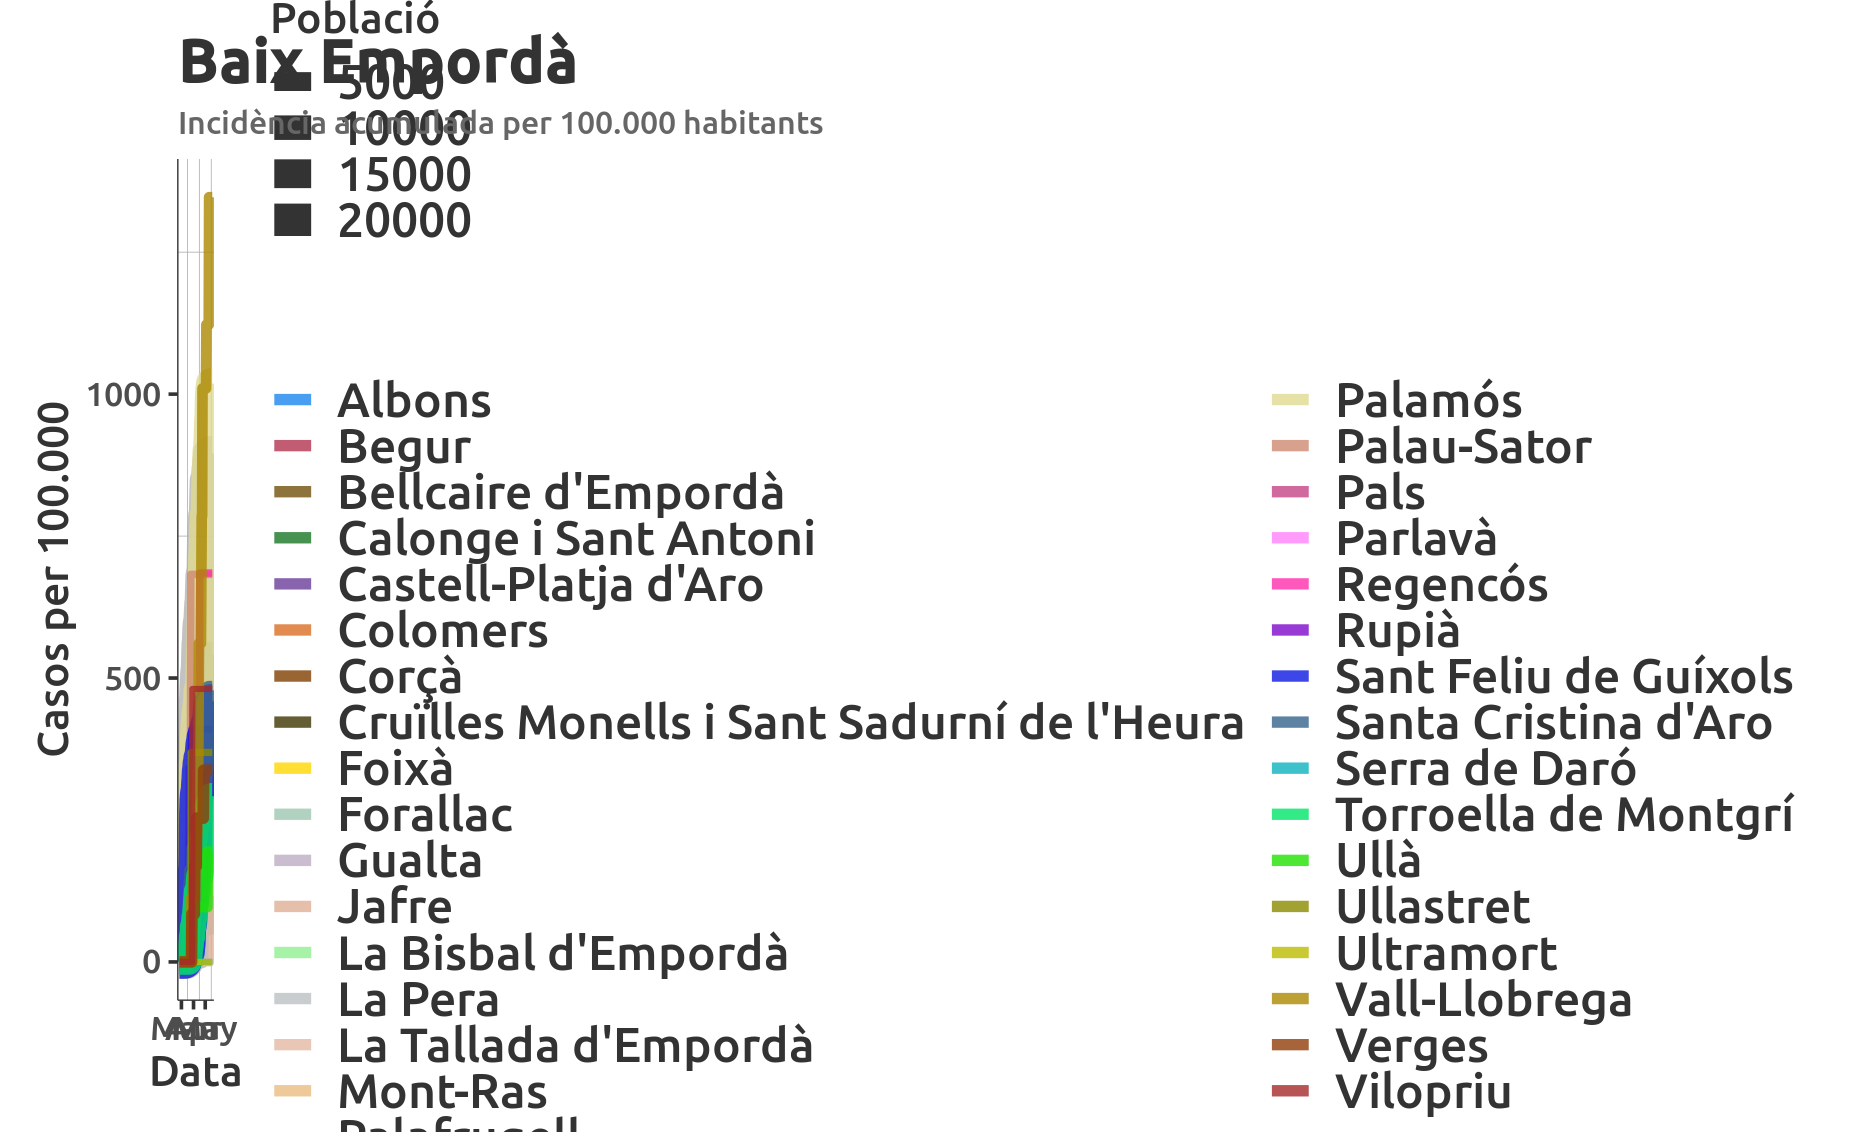 Població
Baix Empordà
5000
Incidència acumulada per 100.000 habitants
10000
15000
20000
Casos per 100.000
1000
500
0
Mar
Apr
May
Data
Albons
Begur
Bellcaire d'Empordà
Calonge i Sant Antoni
Castell-Platja d'Aro
Colomers
Corçà
Cruïlles Monells i Sant Sadurní de l'Heura
Foixà
Forallac
Gualta
Jafre
La Bisbal d'Empordà
La Pera
La Tallada d'Empordà
Mont-Ras
Palafrugell
Palamós
Palau-Sator
Pals
Parlavà
Regencós
Rupià
Sant Feliu de Guíxols
Santa Cristina d'Aro
Serra de Daró
Torroella de Montgrí
Ullà
Ullastret
Ultramort
Vall-Llobrega
Verges
Vilopriu